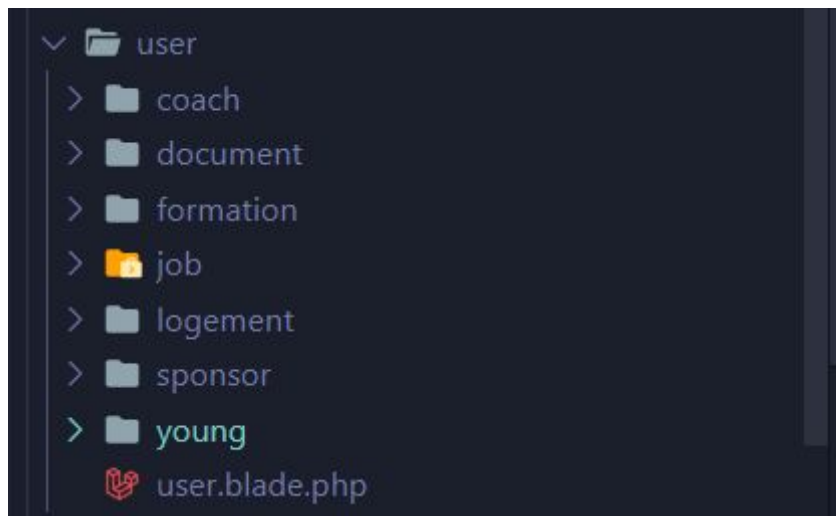 user
coach
document
formation
job
logement
sponsor
young
user.blade.php